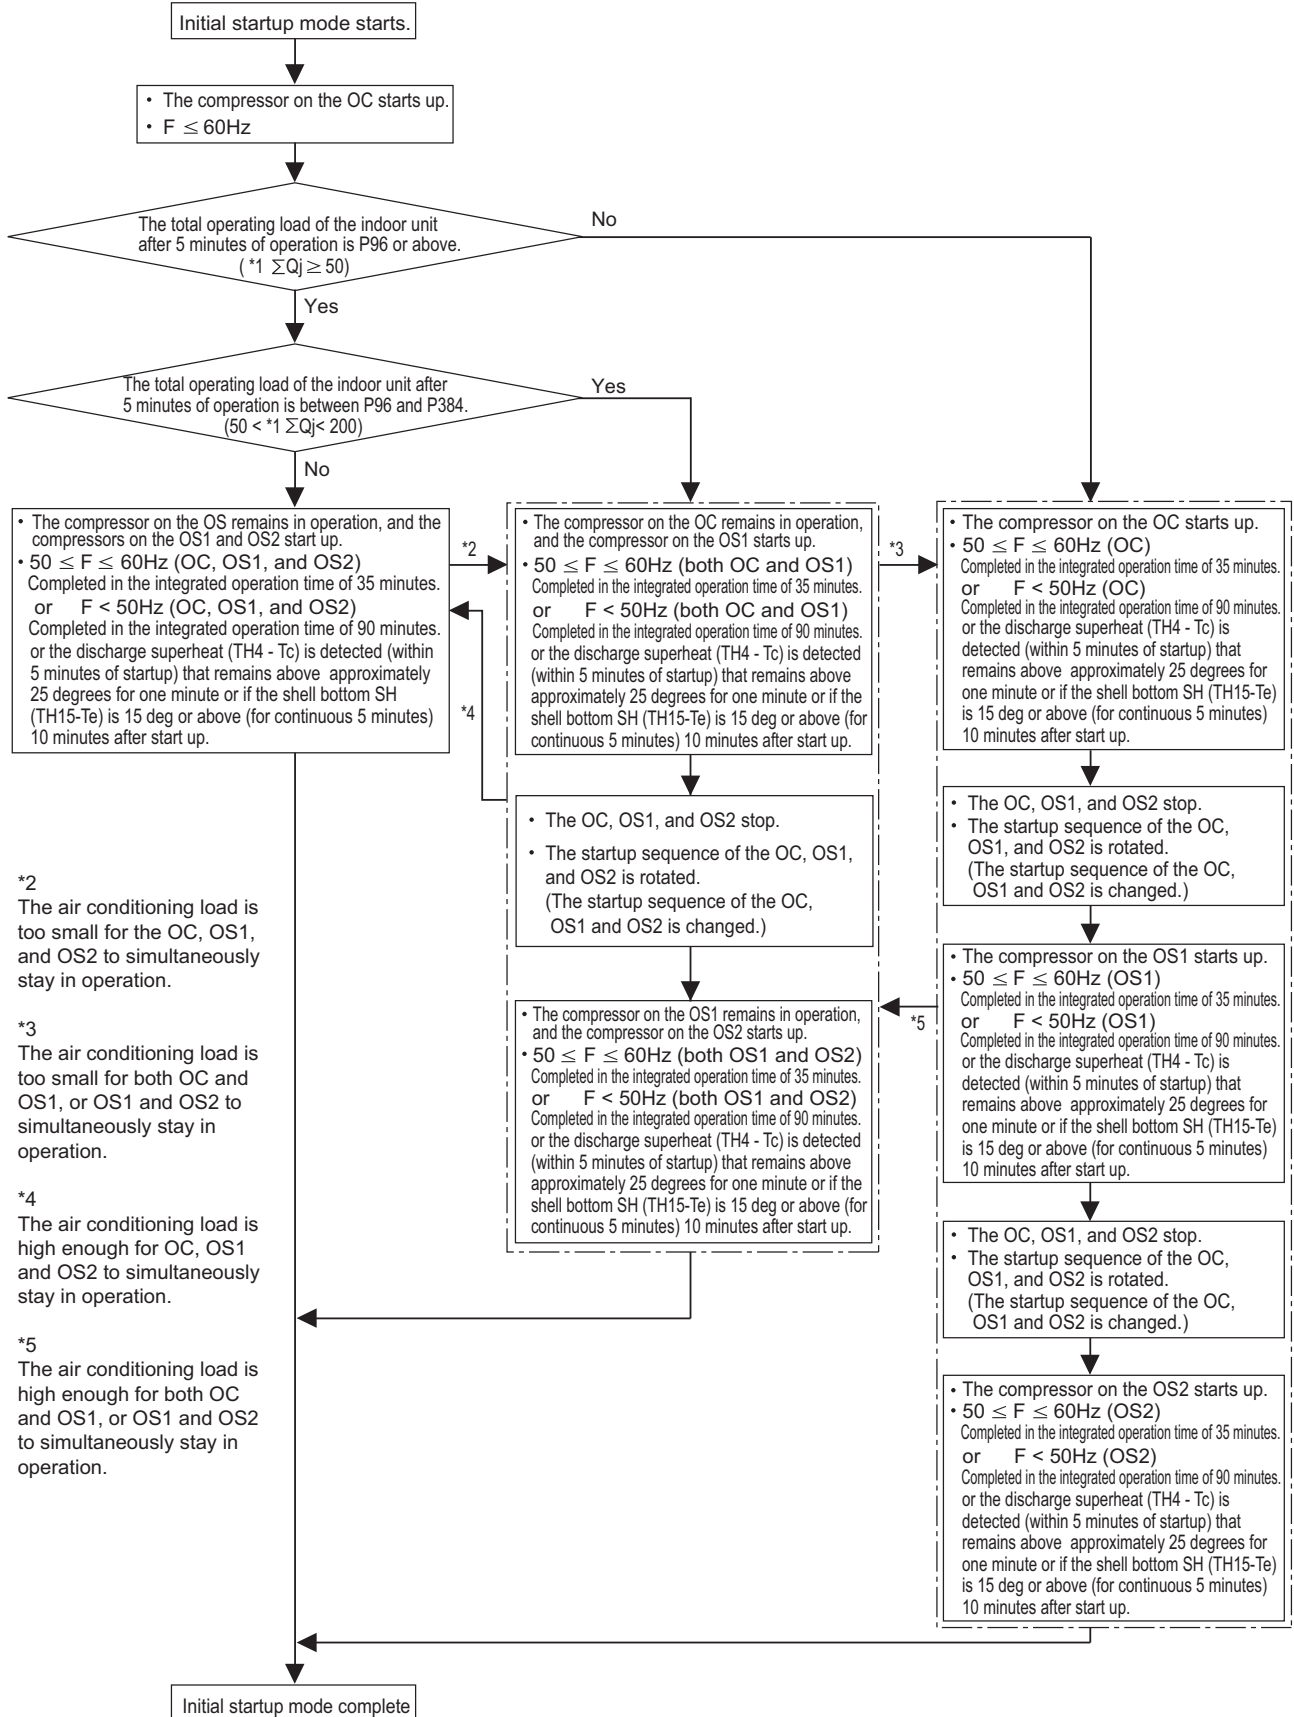 Initial startup mode starts.
• The compressor on the OC starts up.
• F ≤ 60Hz
The total operating load of the indoor unit
after 5 minutes of operation is P96 or above.
( *1 ΣQj ≥ 50)
No
Yes
The total operating load of the indoor unit after
5 minutes of operation is between P96 and P384.
(50 < *1 ΣQj< 200)
Yes
No
• The compressor on the OS remains in operation, and the
compressors on the OS1 and OS2 start up.
• 50 ≤ F ≤ 60Hz (OC, OS1, and OS2)
Completed in the integrated operation time of 35 minutes.
or F < 50Hz (OC, OS1, and OS2)
Completed in the integrated operation time of 90 minutes.
or the discharge superheat (TH4 - Tc) is detected (within
5 minutes of startup) that remains above approximately
25 degrees for one minute or if the shell bottom SH
(TH15-Te) is 15 deg or above (for continuous 5 minutes)
10 minutes after start up.
*2
*4
• The compressor on the OC remains in operation,
and the compressor on the OS1 starts up.
• 50 ≤ F ≤ 60Hz (both OC and OS1)
Completed in the integrated operation time of 35 minutes.
or F < 50Hz (both OC and OS1)
Completed in the integrated operation time of 90 minutes.
or the discharge superheat (TH4 - Tc) is detected
(within 5 minutes of startup) that remains above
approximately 25 degrees for one minute or if the
shell bottom SH (TH15-Te) is 15 deg or above (for
continuous 5 minutes) 10 minutes after start up.
• The OC, OS1, and OS2 stop.
• The startup sequence of the OC, OS1,
and OS2 is rotated.
(The startup sequence of the OC,
OS1 and OS2 is changed.)
• The compressor on the OS1 remains in operation,
and the compressor on the OS2 starts up.
• 50 ≤ F ≤ 60Hz (both OS1 and OS2)
Completed in the integrated operation time of 35 minutes.
or F < 50Hz (both OS1 and OS2)
Completed in the integrated operation time of 90 minutes.
or the discharge superheat (TH4 - Tc) is detected
(within 5 minutes of startup) that remains above
approximately 25 degrees for one minute or if the
shell bottom SH (TH15-Te) is 15 deg or above (for
continuous 5 minutes) 10 minutes after start up.
*3
*5
• The compressor on the OC starts up.
• 50 ≤ F ≤ 60Hz (OC)
Completed in the integrated operation time of 35 minutes.
or F < 50Hz (OC)
Completed in the integrated operation time of 90 minutes.
or the discharge superheat (TH4 - Tc) is
detected (within 5 minutes of startup) that
remains above approximately 25 degrees for
one minute or if the shell bottom SH (TH15-Te)
is 15 deg or above (for continuous 5 minutes)
10 minutes after start up.
• The OC, OS1, and OS2 stop.
• The startup sequence of the OC,
OS1, and OS2 is rotated.
(The startup sequence of the OC,
OS1 and OS2 is changed.)
• The compressor on the OS1 starts up.
• 50 ≤ F ≤ 60Hz (OS1)
Completed in the integrated operation time of 35 minutes.
or F < 50Hz (OS1)
Completed in the integrated operation time of 90 minutes.
or the discharge superheat (TH4 - Tc) is
detected (within 5 minutes of startup) that
remains above approximately 25 degrees for
one minute or if the shell bottom SH (TH15-Te)
is 15 deg or above (for continuous 5 minutes)
10 minutes after start up.
• The OC, OS1, and OS2 stop.
• The startup sequence of the OC,
OS1, and OS2 is rotated.
(The startup sequence of the OC,
OS1 and OS2 is changed.)
• The compressor on the OS2 starts up.
• 50 ≤ F ≤ 60Hz (OS2)
Completed in the integrated operation time of 35 minutes.
or F < 50Hz (OS2)
Completed in the integrated operation time of 90 minutes.
or the discharge superheat (TH4 - Tc) is
detected (within 5 minutes of startup) that
remains above approximately 25 degrees for
one minute or if the shell bottom SH (TH15-Te)
is 15 deg or above (for continuous 5 minutes)
10 minutes after start up.
*2
The air conditioning load is
too small for the OC, OS1,
and OS2 to simultaneously
stay in operation.
*3
The air conditioning load is
too small for both OC and
OS1, or OS1 and OS2 to
simultaneously stay in
operation.
*4
The air conditioning load is
high enough for OC, OS1
and OS2 to simultaneously
stay in operation.
*5
The air conditioning load is
high enough for both OC
and OS1, or OS1 and OS2
to simultaneously stay in
operation.
Initial startup mode complete